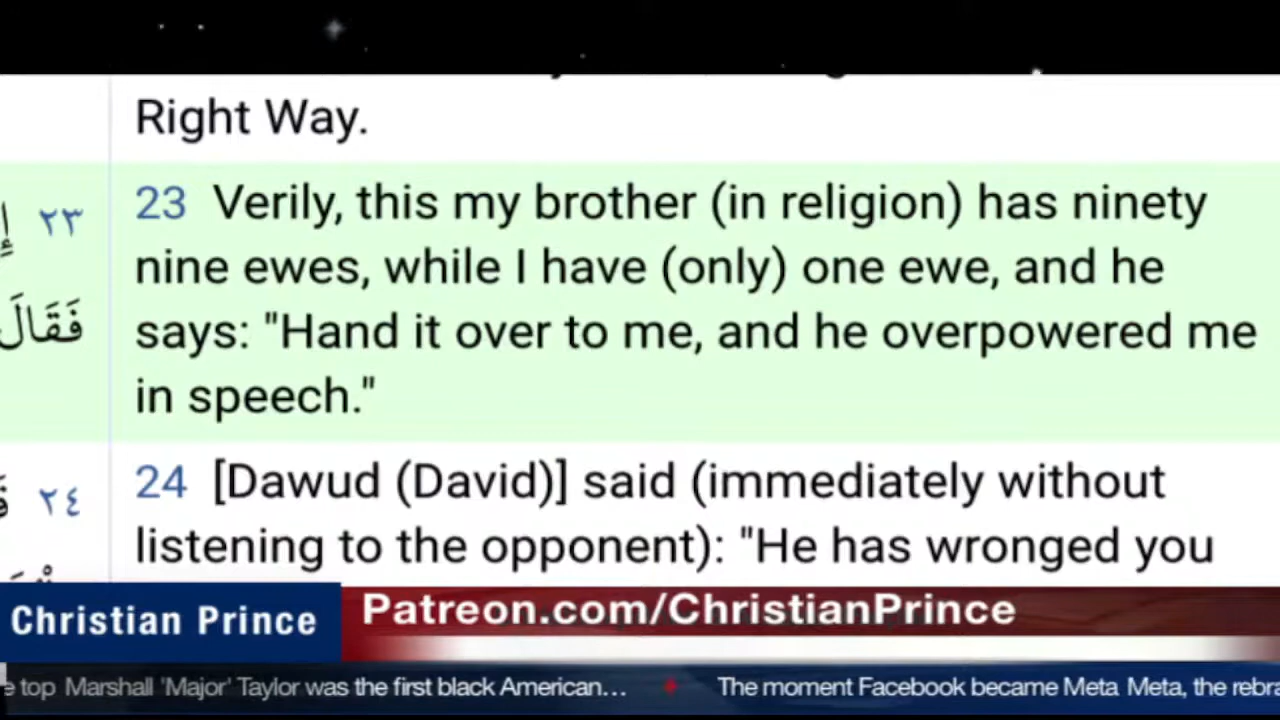 Right Way.
23 Verily, this my brother (in religion) has ninety
٢٣
nine ewes, while I have (only) one ewe, and he
says: "Hand it over to me, and he overpowered me
فَقَالَ
in speech."
24 [Dawud (David)] said (immediately without
٢٤
listening to the opponent): "He has wronged you
Christian Prince
Patreon.com/ChristianPrince
top Marshall 'Major' Taylor was the first black American... The moment Facebook became Meta Meta, the